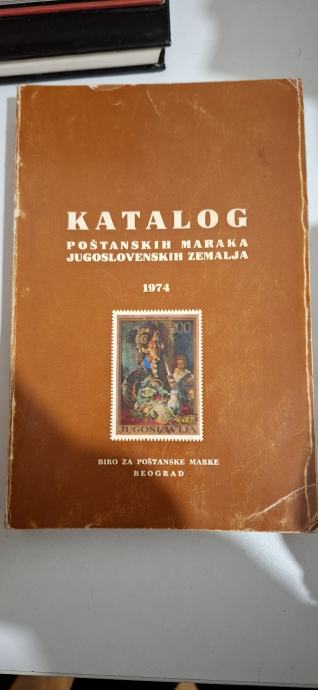 KATALOG
POŠTANSKIH MARAKA
JUGOSLOVENSKIH ZEMALJA
1974
JUGOSLAVIJA
BIRO ZA POŠTANSKE MARKE
BEOGRAD